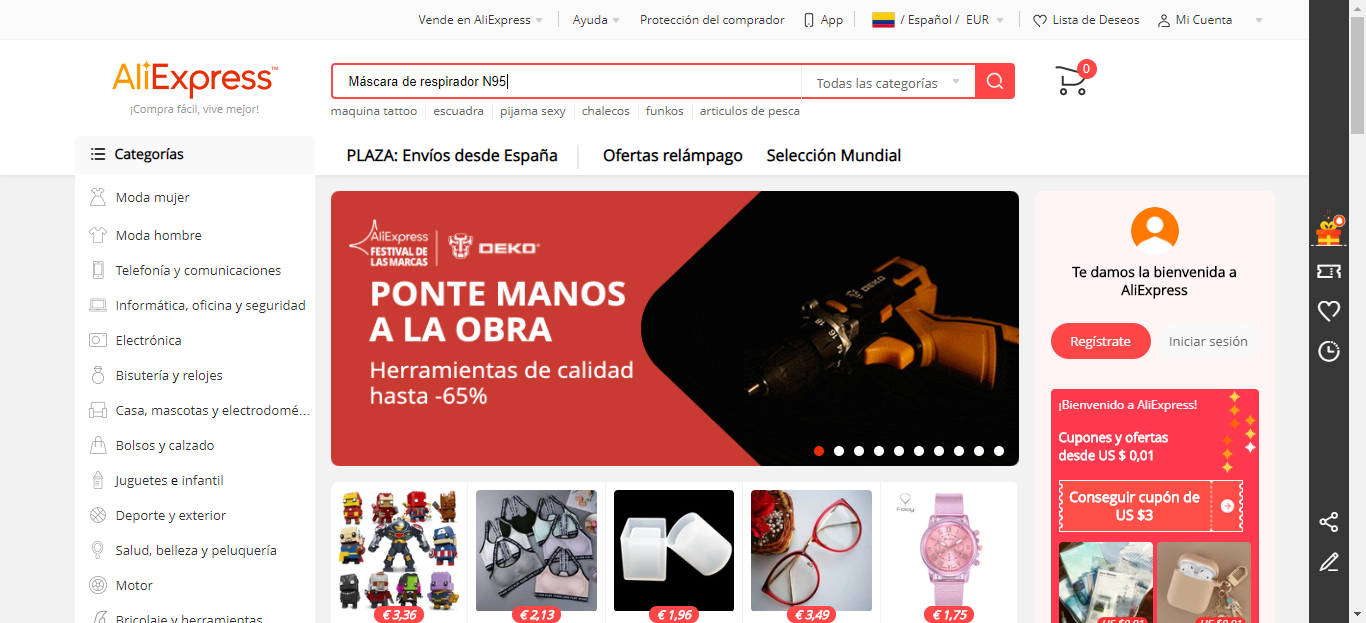 Vende en AliExpress
Ayuda
Protección del comprador
App
/ Español / EUR
Lista de Deseos
Mi Cuenta
AliExpress™
¡Compra fácil, vive mejor!
Máscara de respirador N95
Todas las categorías
0
maquina tattoo
escuadra
pijama sexy
chalecos
funkos
articulos de pesca
Categorías
PLAZA: Envíos desde España
Ofertas relámpago
Selección Mundial
Moda mujer
Moda hombre
Telefonía y comunicaciones
Informática, oficina y seguridad
Electrónica
Bisutería y relojes
Casa, mascotas y electrodomé...
Bolsos y calzado
Juguetes e infantil
Deporte y exterior
Salud, belleza y peluquería
Motor
Bricolaje y herramientas
AliExpress
FESTIVAL DE
LAS MARCAS
DEKO
PONTE MANOS
A LA OBRA
Herramientas de calidad
hasta -65%
DEKO
€ 3,36
€ 2,13
€ 1,96
€ 3,49
€ 1,75
Te damos la bienvenida a
AliExpress
Regístrate
Iniciar sesión
¡Bienvenido a AliExpress!
Cupones y ofertas
desde US $ 0,01
Conseguir cupón de
US $3
US $0,01
US $0,01